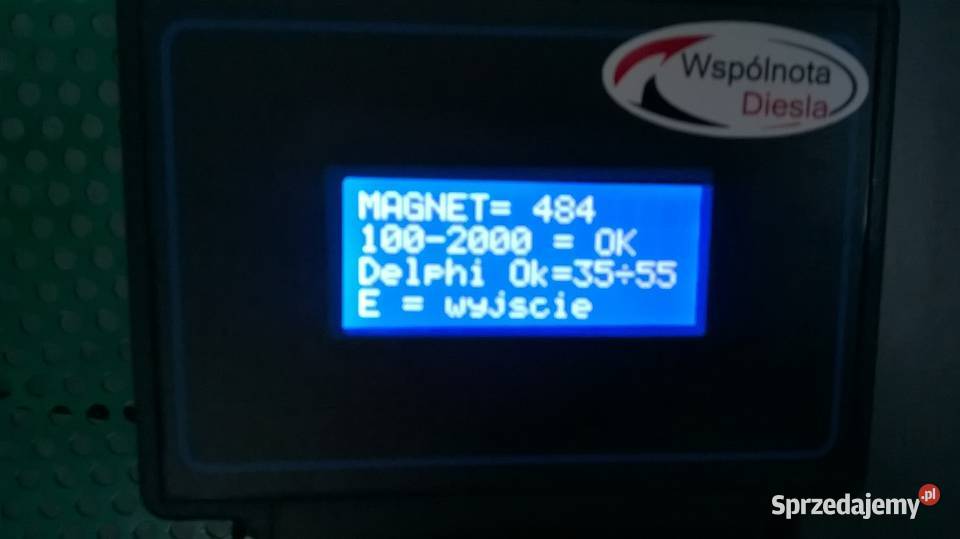 Wspólnota
Diesla
MAGNET= 484
100-2000 = OK
Delphi Ok=35÷55
E = wyjscie
Sprzedajemy.pl